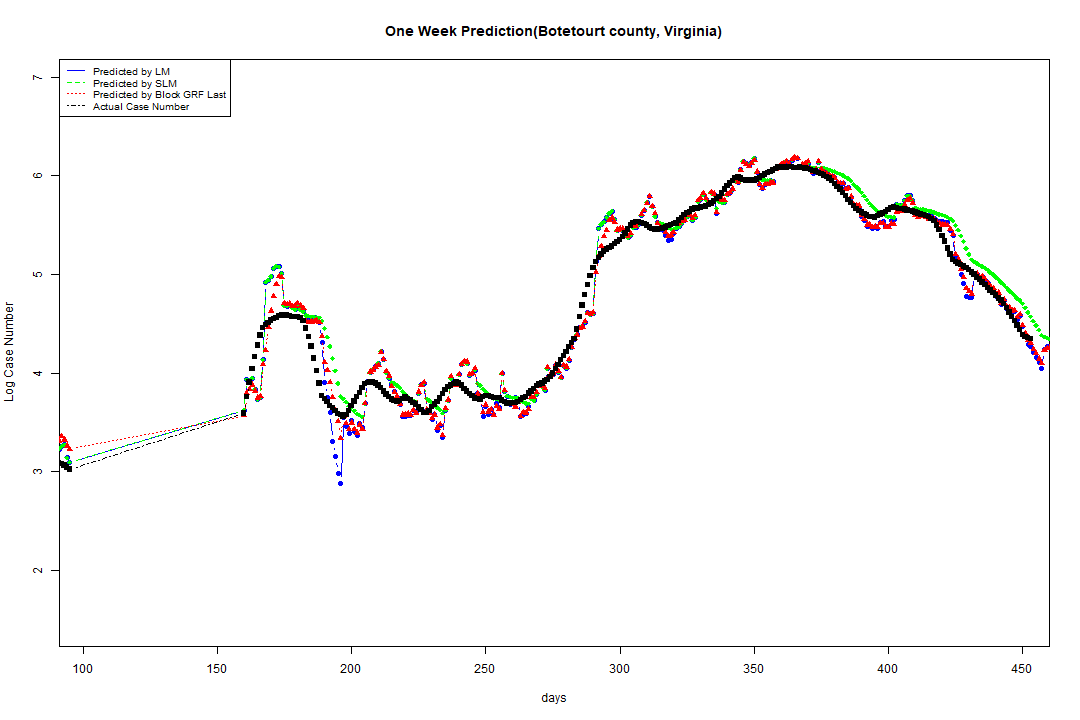 One Week Prediction(Botetourt county, Virginia)
Predicted by LM
Predicted by SLM
Predicted by Block GRF Last
Actual Case Number
7
6
5
4
3
2
Log Case Number
100 150 200 250 300 350 400 450
days